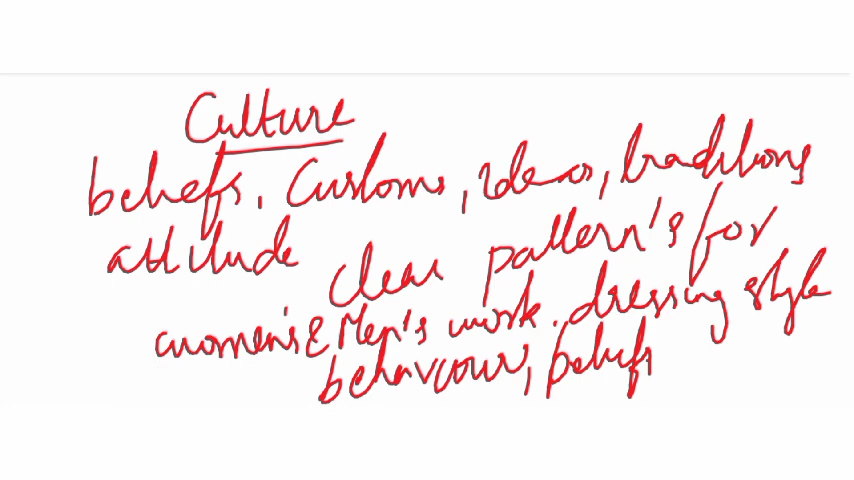 Culture
beliefs, Customs, Ideas, traditions
attitude
clear pattern's for
women's & Men's work. dressing style
behaviour, beliefs